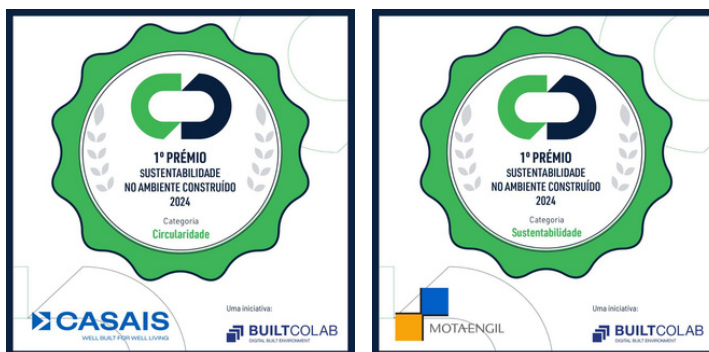 1º PRÉMIO
SUSTENTABILIDADE
NO AMBIENTE CONSTRUÍDO
2024
Categoria
Circularidade
CASAIS
WELL BUILT FOR WELL LIVING
Uma iniciativa:
BUILTCOLAB
DIGITAL BUILT ENVIRONMENT
1º PRÉMIO
SUSTENTABILIDADE
NO AMBIENTE CONSTRUÍDO
2024
Categoria
Sustentabilidade
MOTA-ENGIL
Uma iniciativa:
BUILTCOLAB
DIGITAL BUILT ENVIRONMENT